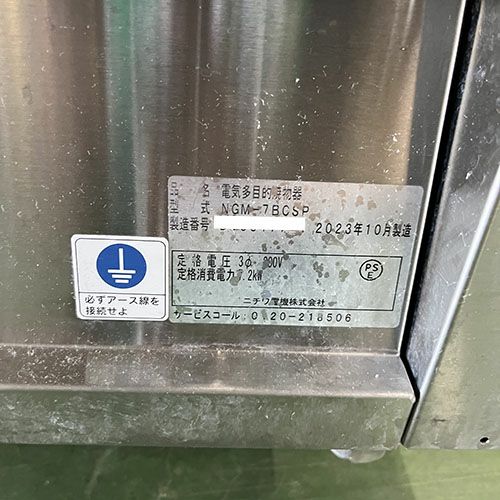 品 名 電気多目的焼物器
型 式 NGM-7BCSP
製造番号 2023年10月製造
定格電圧 3φ 200V
定格消費電力 7.2kW
PS
E
ニチワ電機株式会社
サービスコール:0120-218506
必ずアース線を
接続せよ